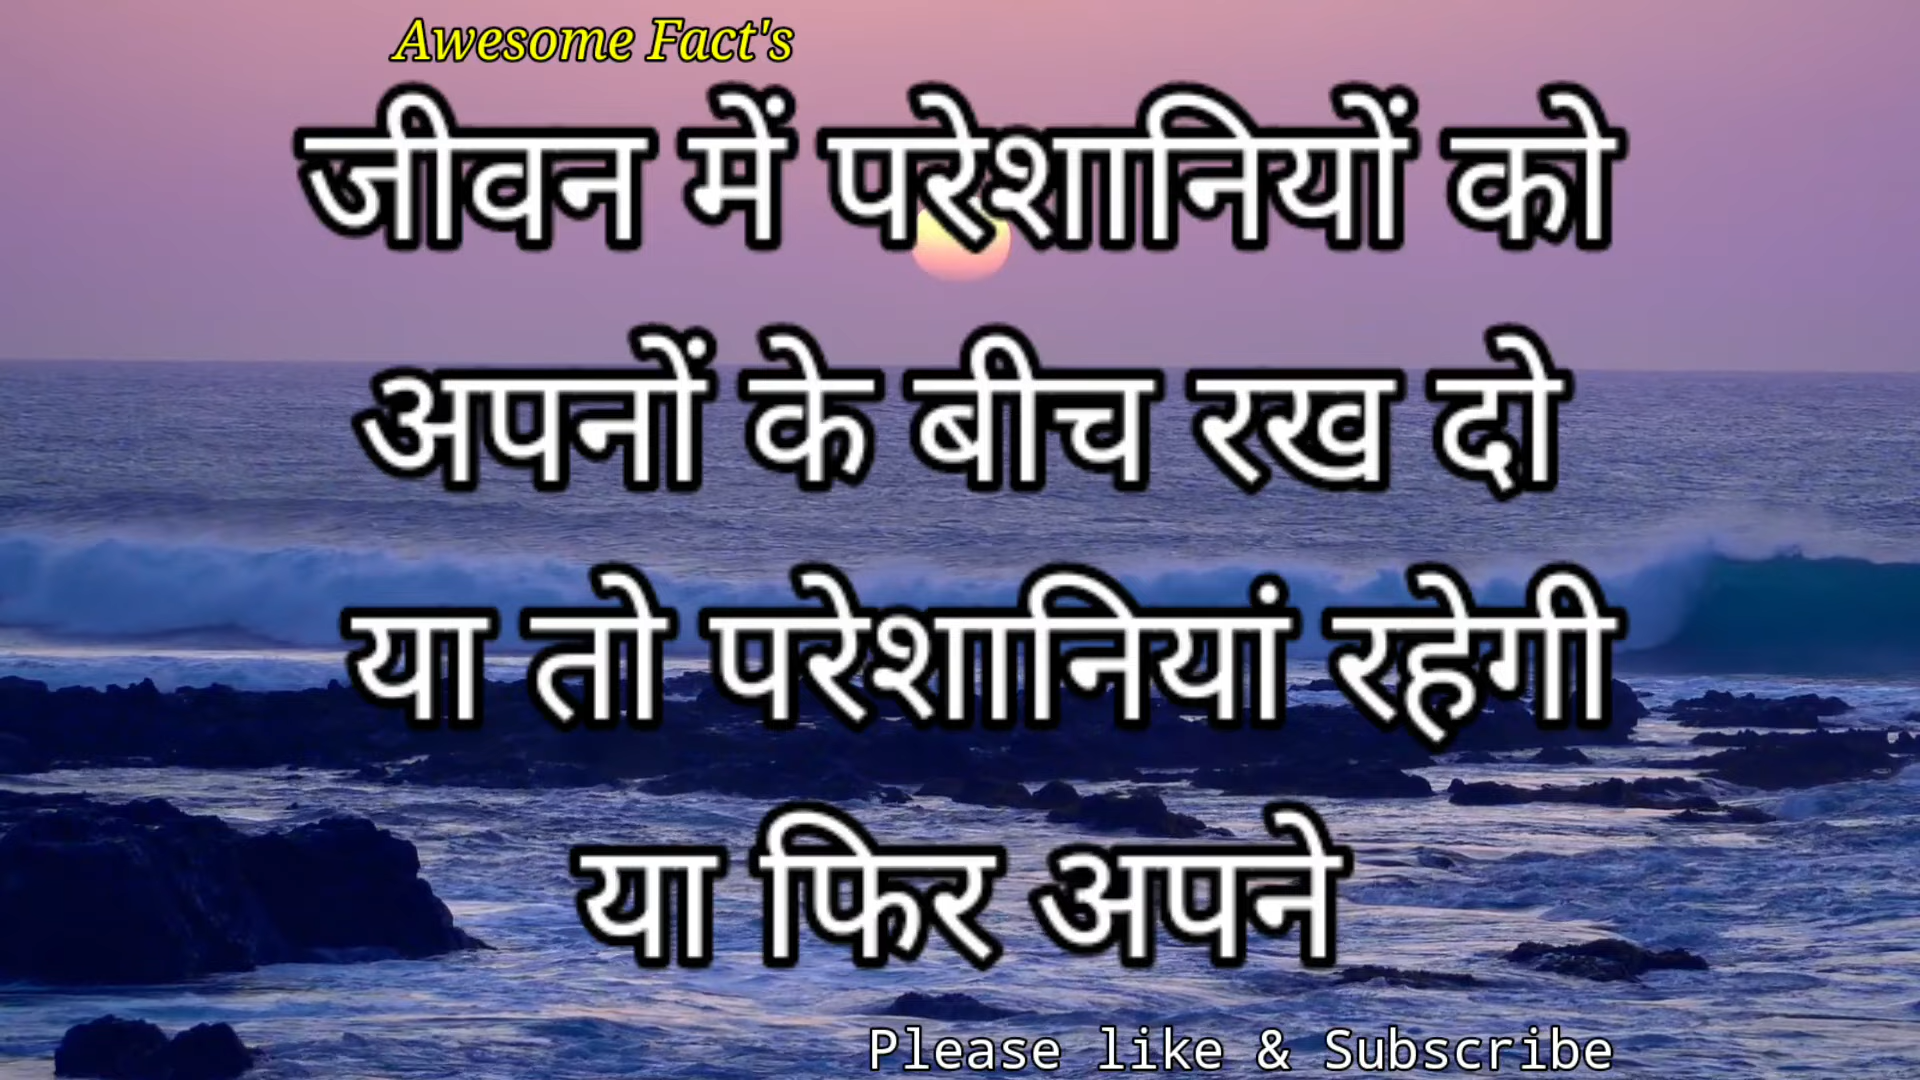 Awesome Fact's
जीवन में परेशानियों को
अपनों के बीच रख दो
या तो परेशानियां रहेगी
या फिर अपने
Please like & Subscribe